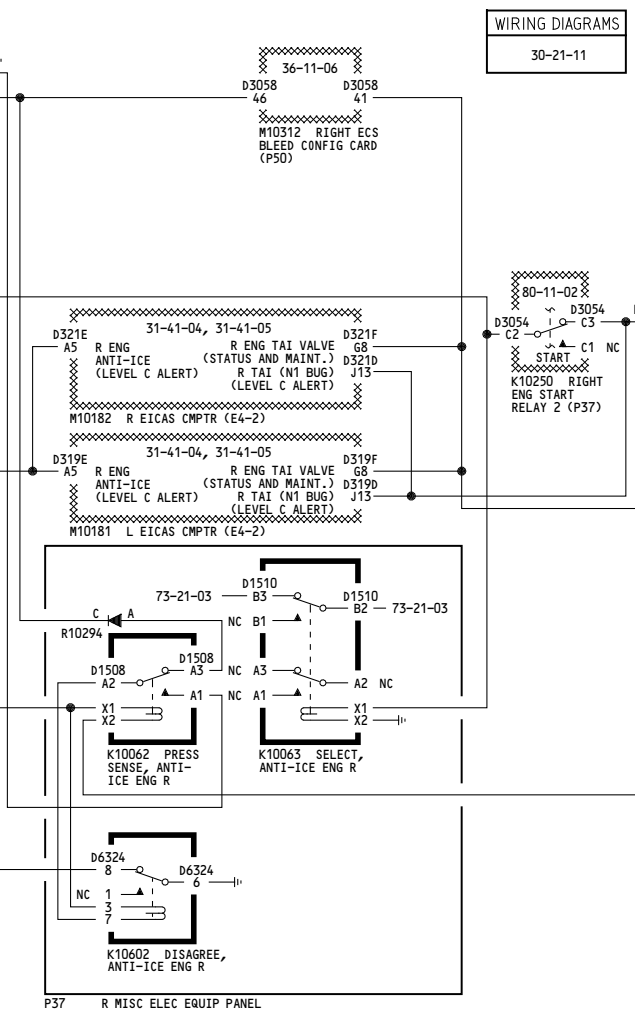 WIRING DIAGRAMS
30-21-11
36-11-06
D3058 D3058
46 41
M10312 RIGHT ECS
BLEED CONFIG CARD
(P50)
80-11-02
D3054 D3054
C2 C3
C1 NC
START
K10250 RIGHT
ENG START
RELAY 2 (P37)
31-41-04, 31-41-05
D321E D321F
A5 R ENG R ENG TAI VALVE G8
ANTI-ICE (STATUS AND MAINT.) D321D
(LEVEL C ALERT) R TAI (N1 BUG) J13
(LEVEL C ALERT)
M10182 R EICAS CMPTR (E4-2)
31-41-04, 31-41-05
D319E D319F
A5 R ENG R ENG TAI VALVE G8
ANTI-ICE (STATUS AND MAINT.) D319D
(LEVEL C ALERT) R TAI (N1 BUG) J13
(LEVEL C ALERT)
M10181 L EICAS CMPTR (E4-2)
D1510 D1510
73-21-03 B3
B2 73-21-03
C A NC B1
R10294
D1508 D1508
A2 A3 NC A3
A2 NC
A1 NC A1
X1 X1
X2 X2
K10062 PRESS
SENSE, ANTI-
ICE ENG R
K10063 SELECT,
ANTI-ICE ENG R
D6324 D6324
8 6
NC 1
3
7
K10602 DISAGREE,
ANTI-ICE ENG R
P37 R MISC ELEC EQUIP PANEL